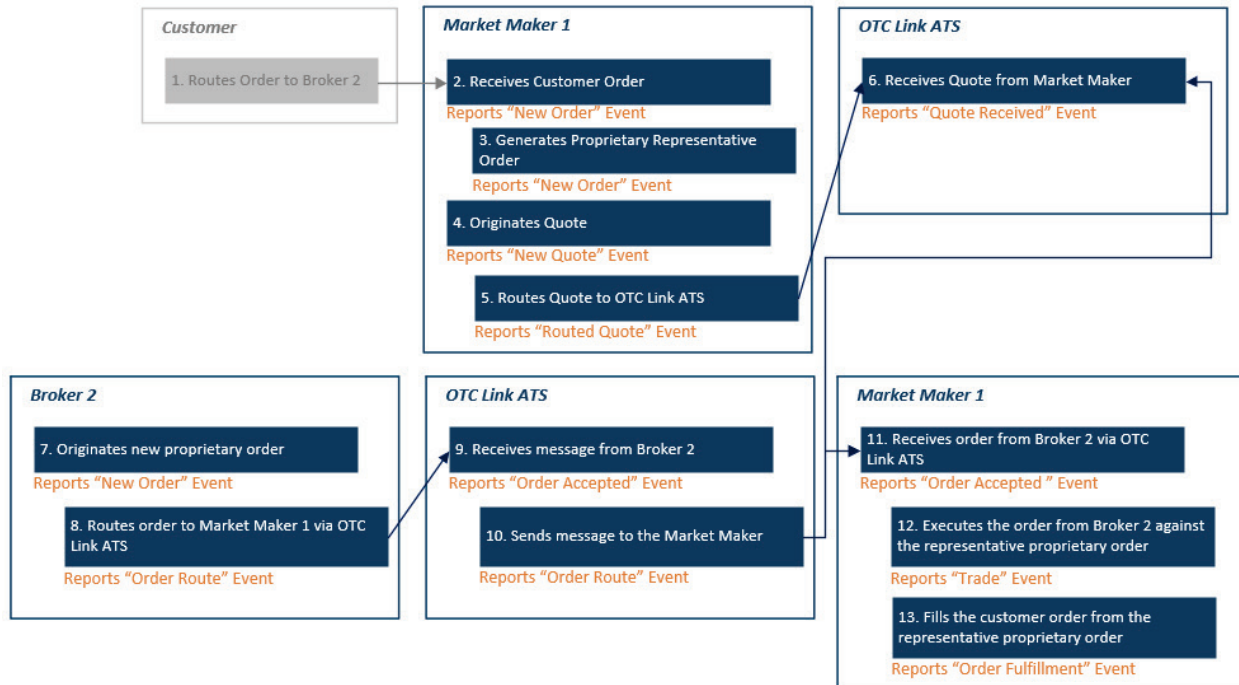 Customer
1. Routes Order to Broker 2
Market Maker 1
2. Receives Customer Order
Reports “New Order” Event
3. Generates Proprietary Representative
Order
Reports “New Order” Event
4. Originates Quote
Reports “New Quote” Event
5. Routes Quote to OTC Link ATS
Reports “Routed Quote” Event
OTC Link ATS
6. Receives Quote from Market Maker
Reports “Quote Received” Event
Broker 2
7. Originates new proprietary order
Reports “New Order” Event
8. Routes order to Market Maker 1 via OTC
Link ATS
Reports “Order Route” Event
OTC Link ATS
9. Receives message from Broker 2
Reports “Order Accepted” Event
10. Sends message to the Market Maker
Reports “Order Route” Event
Market Maker 1
11. Receives order from Broker 2 via OTC
Link ATS
Reports “Order Accepted ” Event
12. Executes the order from Broker 2 against
the representative proprietary order
Reports “Trade” Event
13. Fills the customer order from the
representative proprietary order
Reports “Order Fulfillment” Event